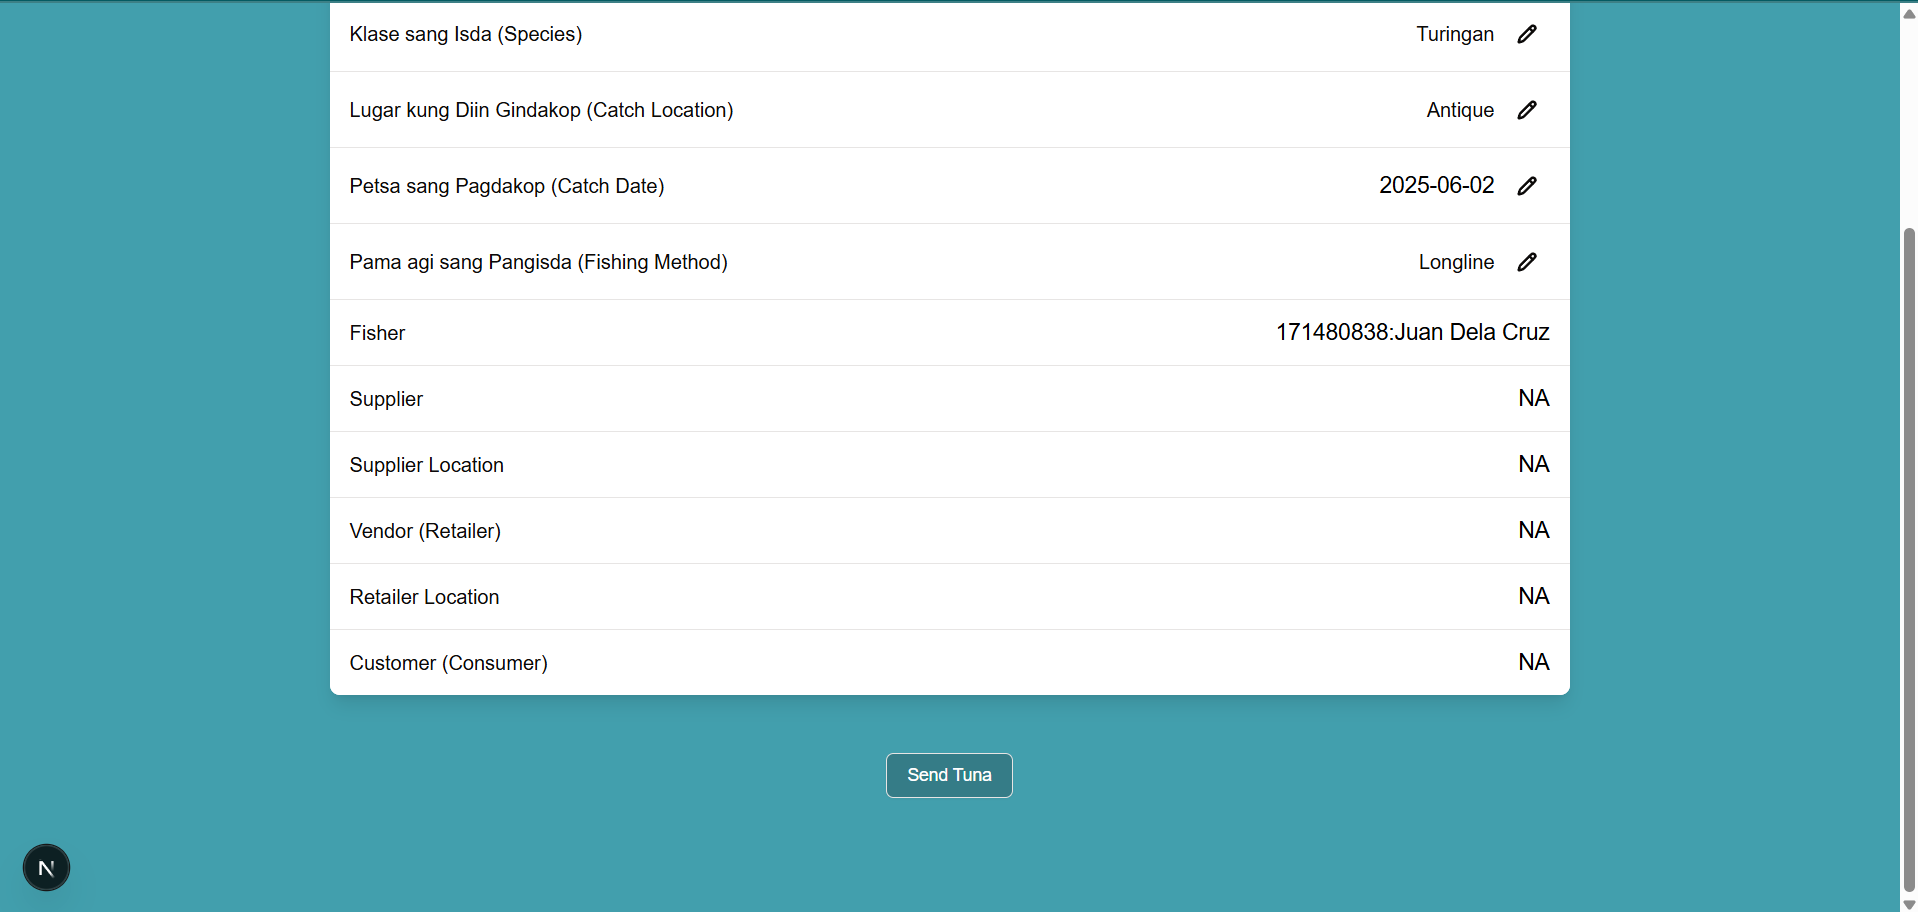 Klase sang Isda (Species) Turingan
Lugar kung Diin Gindakop (Catch Location) Antique
Petsa sang Pagdakop (Catch Date) 2025-06-02
Pama agi sang Pangisda (Fishing Method) Longline
Fisher 171480838:Juan Dela Cruz
Supplier NA
Supplier Location NA
Vendor (Retailer) NA
Retailer Location NA
Customer (Consumer) NA
Send Tuna
N